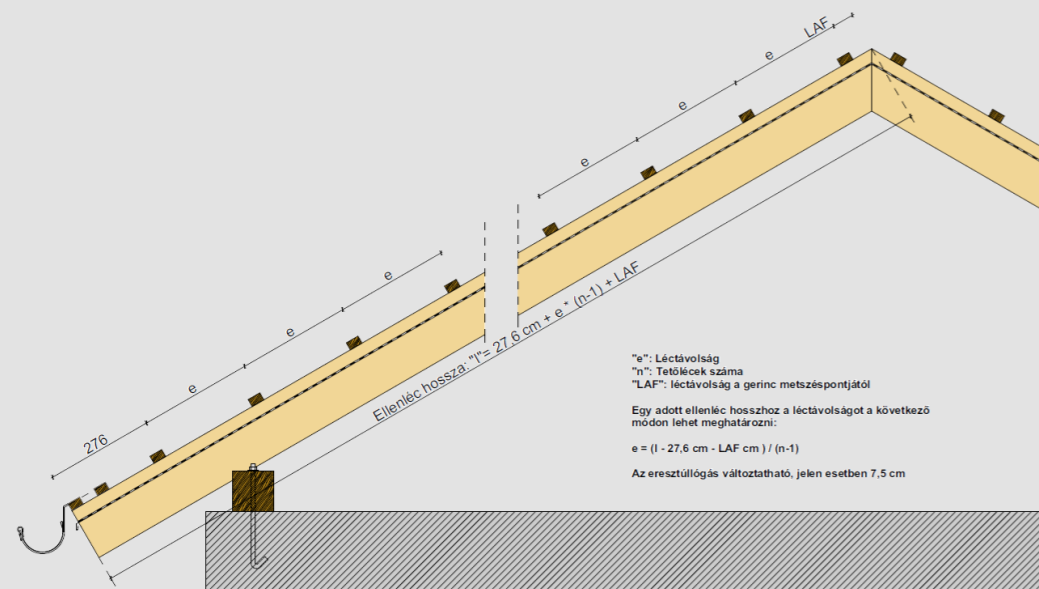 LAF
e
e
e
e
e
e
276
Ellenléc hossza: "l"= 27,6 cm + e * (n-1) + LAF
"e": Léctávolság
"n": Tetőlécek száma
"LAF": léctávolság a gerinc metszéspontjától
Egy adott ellenléc hosszhoz a léctávolságot a következő
módon lehet meghatározni:
e = (l - 27,6 cm - LAF cm ) / (n-1)
Az eresztúllógás változtatható, jelen esetben 7,5 cm